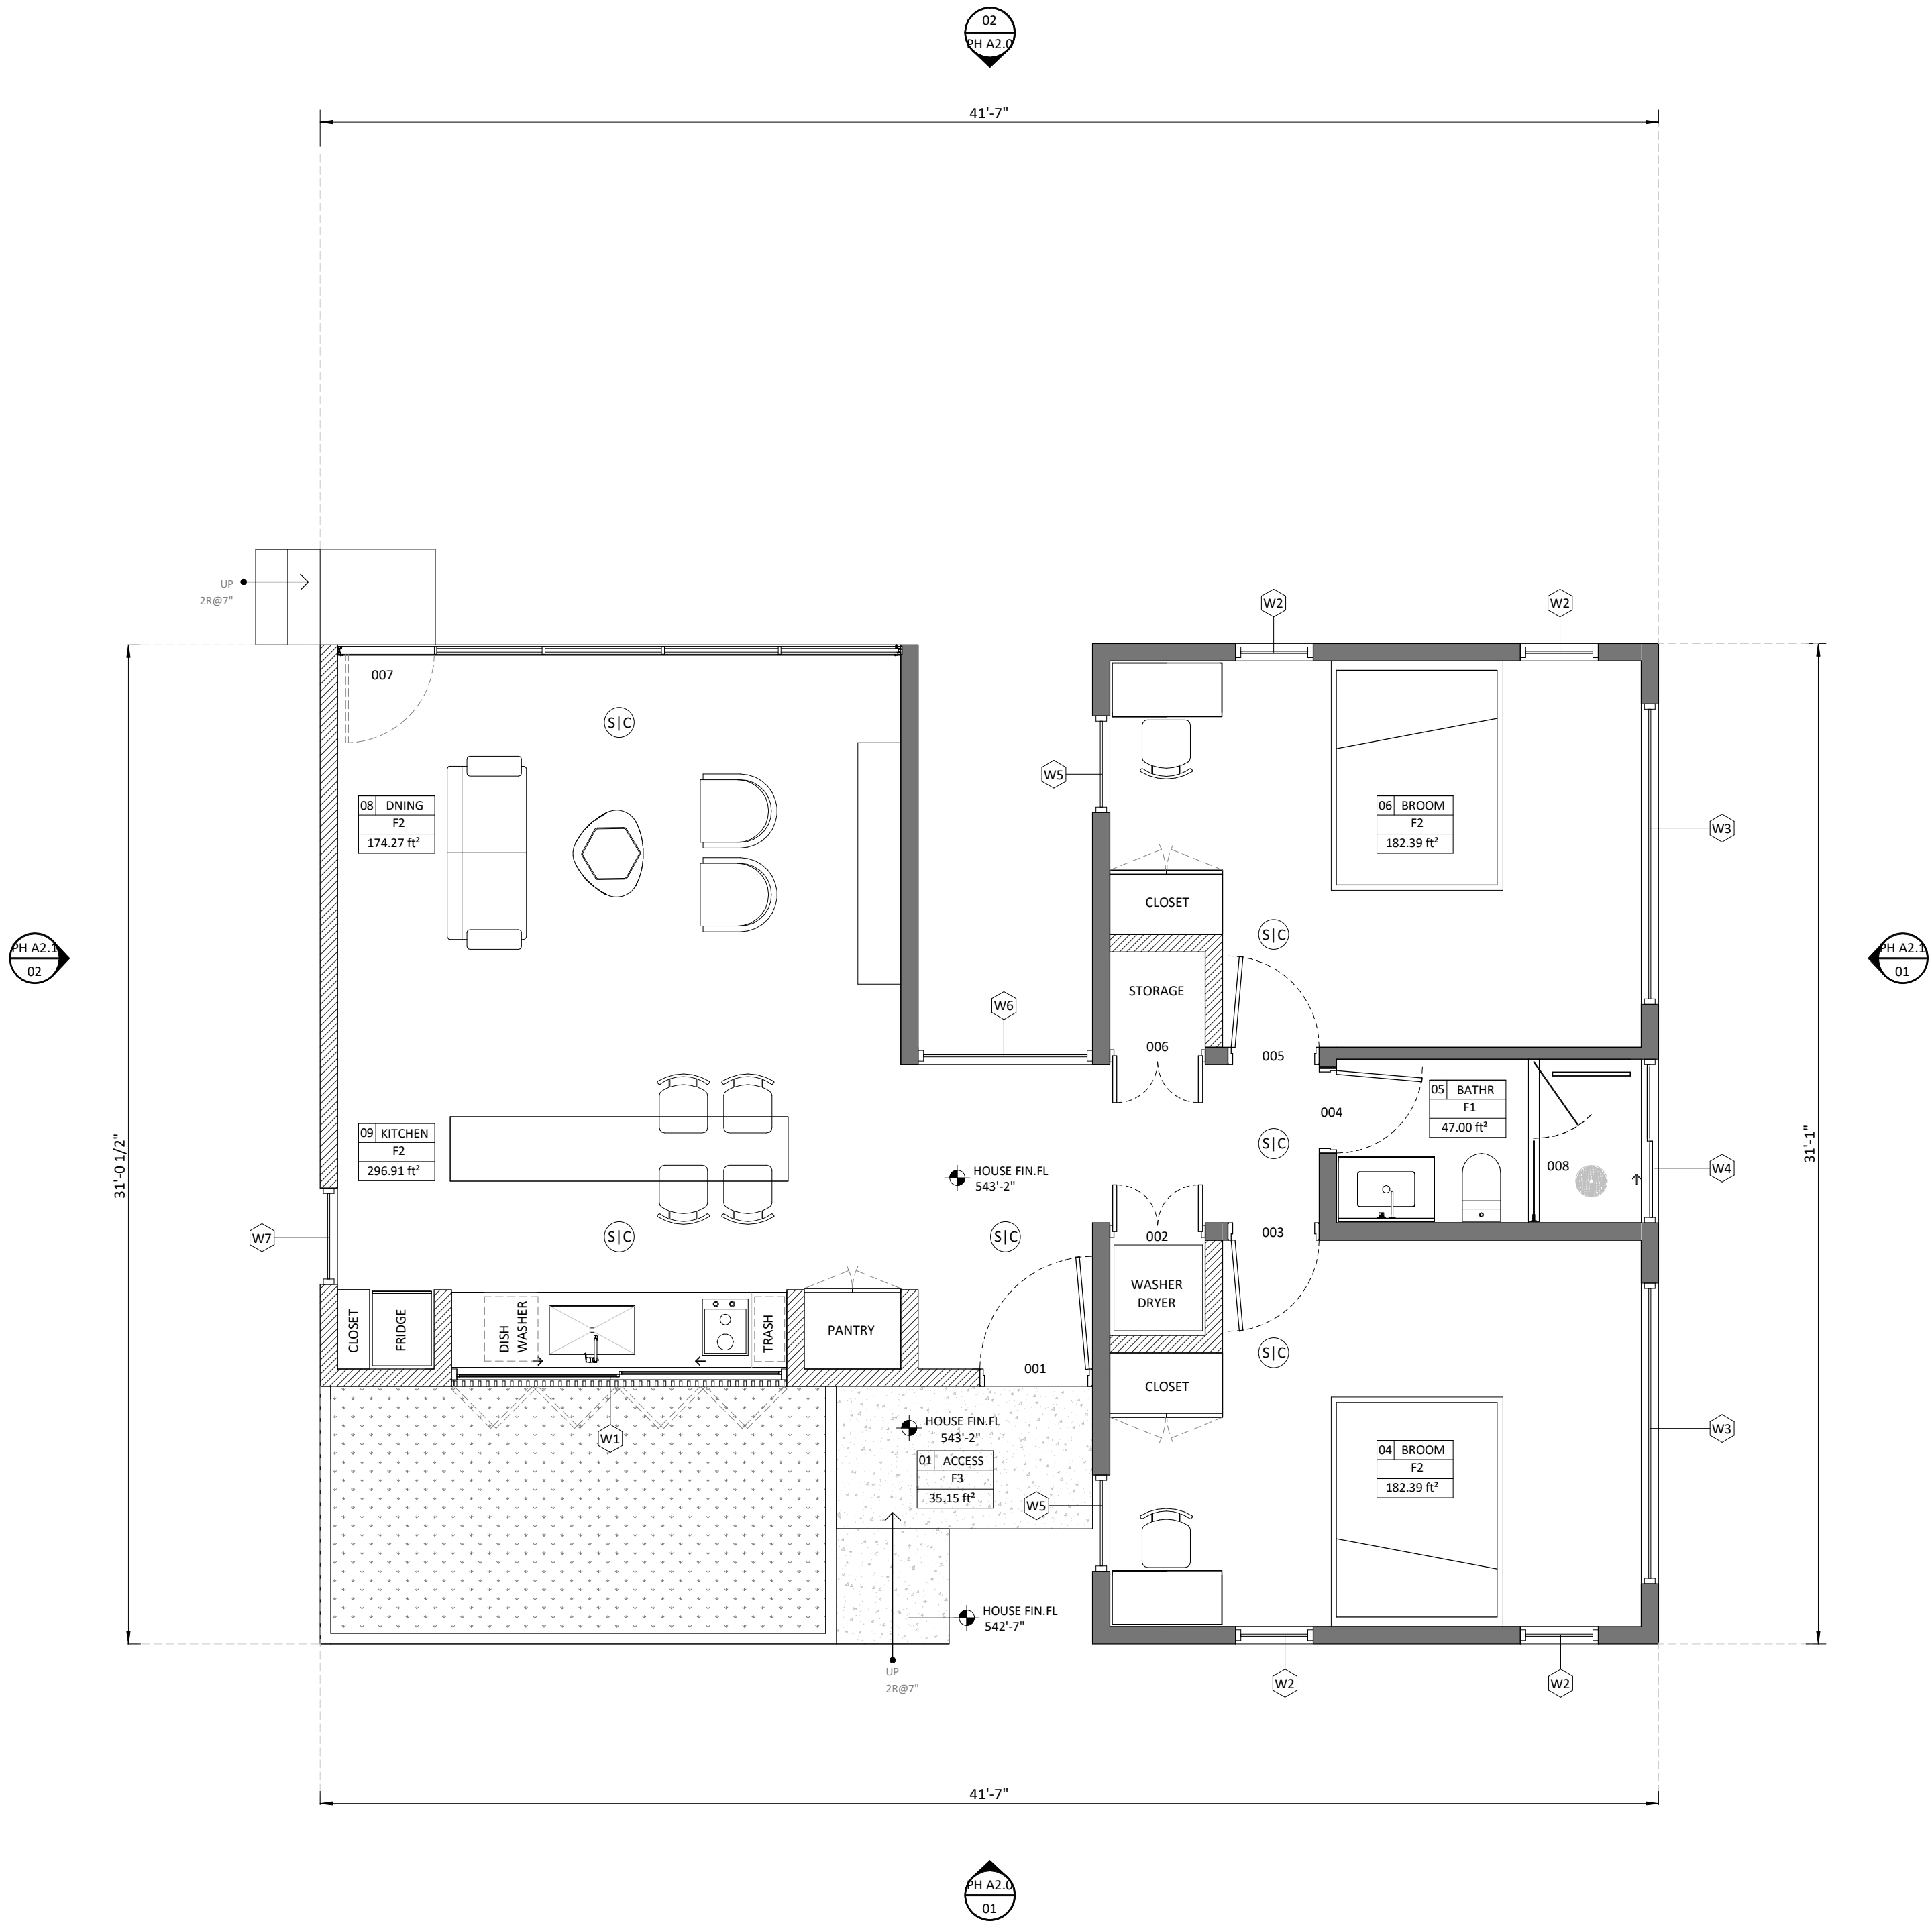 02
PH A2.0
41'-7"
UP
2R@7"
W2
W2
007
S|C
W5
08 DNING
F2
174.27 ft²
06 BROOM
F2
182.39 ft²
W3
CLOSET
S|C
PH A2.1
02
PH A2.1
01
STORAGE
W6
006
005
004
05 BATHR
F1
47.00 ft²
09 KITCHEN
F2
296.91 ft²
31'-0 1/2"
31'-1"
S|C
HOUSE FIN.FL
543'-2"
008
W4
W7
S|C
S|C
002
003
CLOSET
FRIDGE
DISH
WASHER
TRASH
PANTRY
WASHER
DRYER
S|C
001
CLOSET
HOUSE FIN.FL
543'-2"
W1
01 ACCESS
F3
35.15 ft²
W5
04 BROOM
F2
182.39 ft²
W3
HOUSE FIN.FL
542'-7"
UP
2R@7"
W2
W2
41'-7"
PH A2.0
01